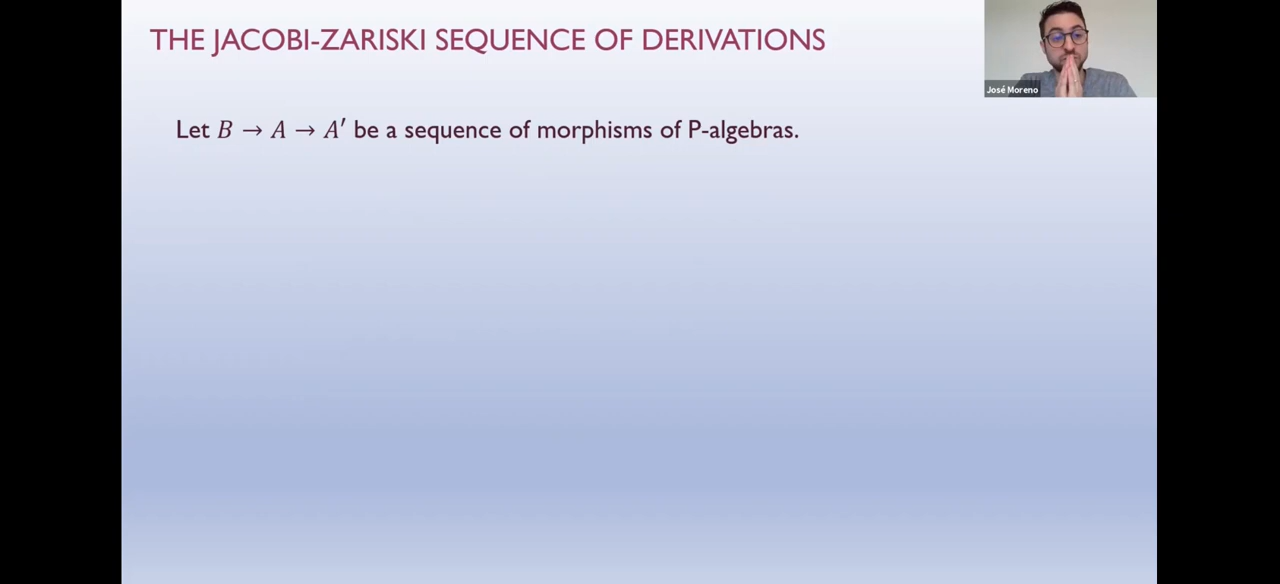 THE JACOBI-ZARISKI SEQUENCE OF DERIVATIONS
José Moreno
Let B → A → A′ be a sequence of morphisms of P-algebras.